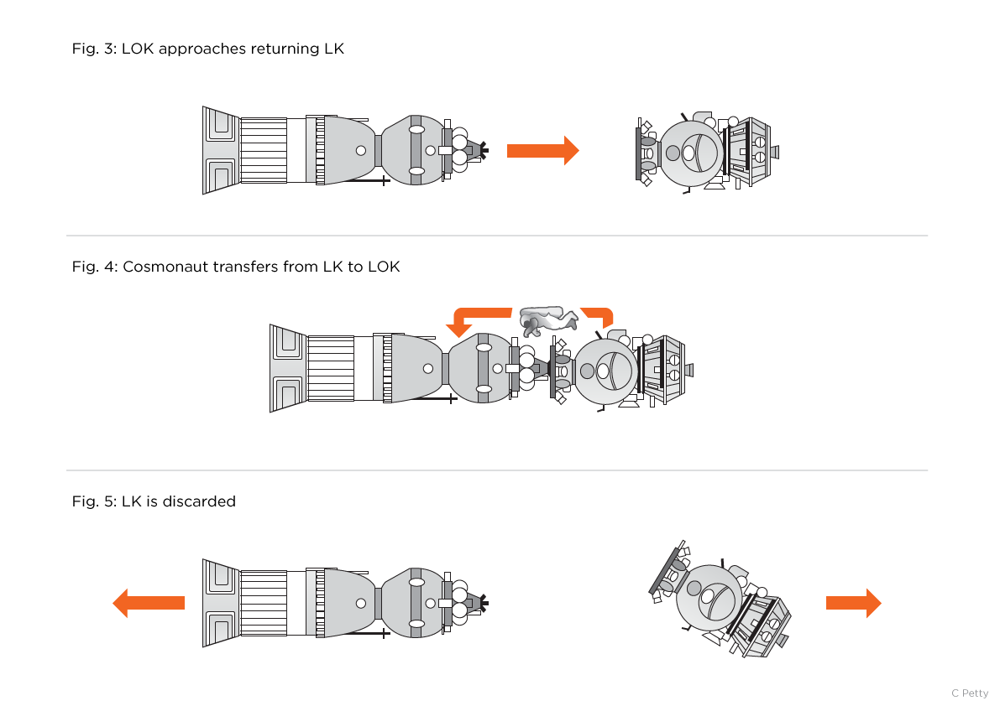 Fig. 3: LOK approaches returning LK
Fig. 4: Cosmonaut transfers from LK to LOK
Fig. 5: LK is discarded
C Petty